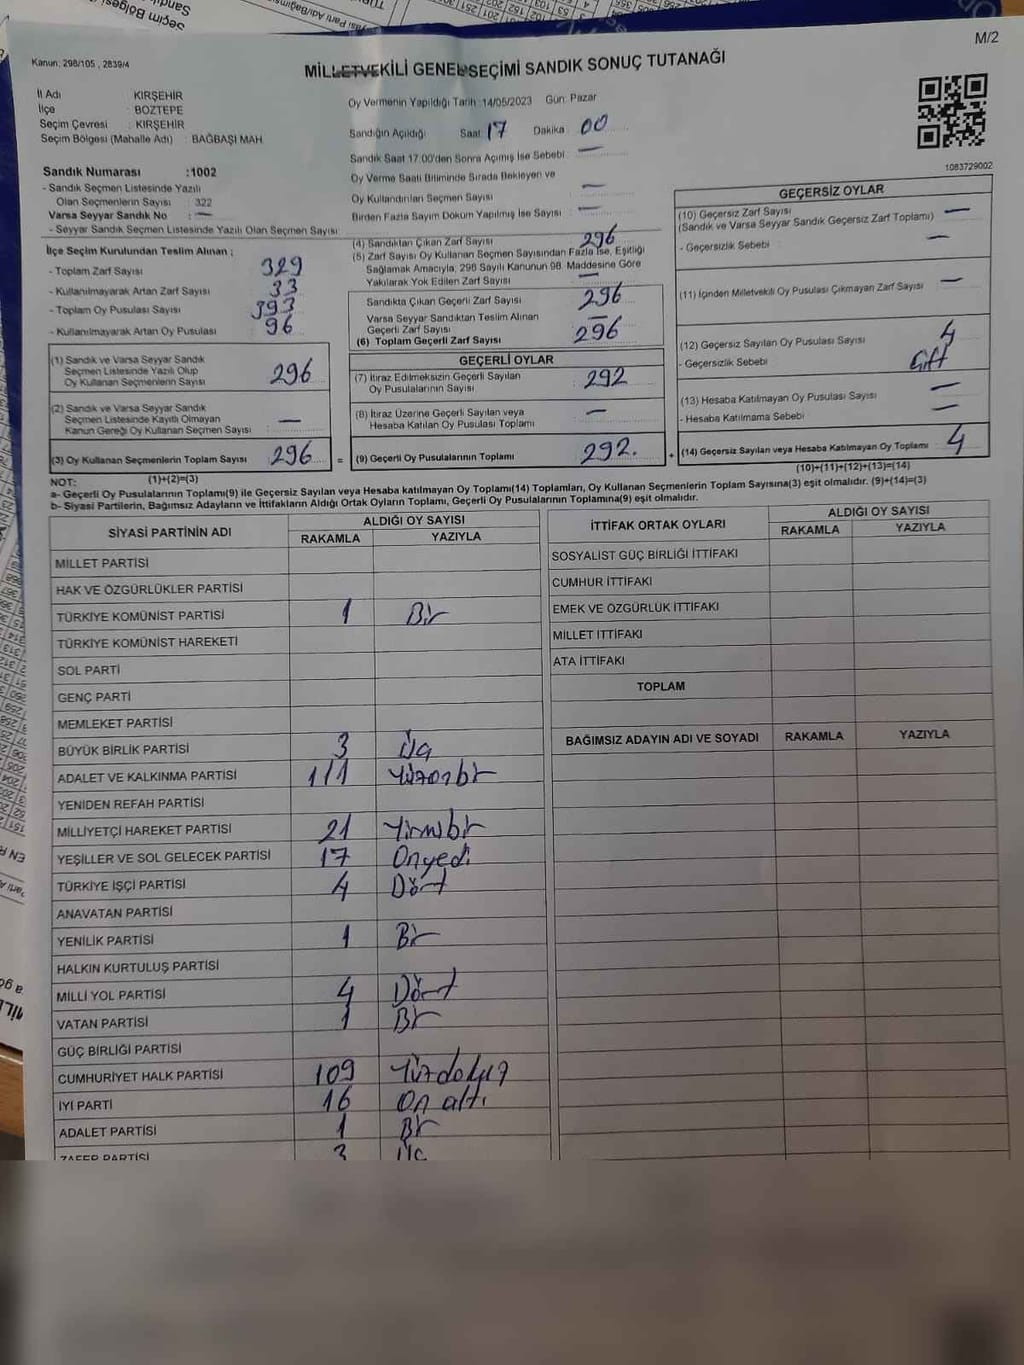 M/2
Kanun: 298/105 , 2839/4
MİLLETVEKİLİ GENEL SEÇİMİ SANDIK SONUÇ TUTANAĞI
İl Adı KIRŞEHİR
İlçe : BOZTEPE
Seçim Çevresi : KIRŞEHİR
Seçim Bölgesi (Mahalle Adı) : BAĞBAŞI MAH
Oy Vermenin Yapıldığı Tarih :14/05/2023 Gün: Pazar
Sandığın Açıldığı Saat 17 Dakika : 00
Sandık Saat 17:00'den Sonra Açılmış İse Sebebi : —
Oy Verme Saati Bitiminde Sırada Bekleyen ve
Oy Kullandırılan Seçmen Sayısı —
Birden Fazla Sayım Döküm Yapılmış İse Sayısı : —
1083729002
Sandık Numarası :1002
- Sandık Seçmen Listesinde Yazılı
Olan Seçmenlerin Sayısı : 322
Varsa Seyyar Sandık No : —
- Seyyar Sandık Seçmen Listesinde Yazılı Olan Seçmen Sayısı :
İlçe Seçim Kurulundan Teslim Alınan ;
- Toplam Zarf Sayısı : 329
- Kullanılmayarak Artan Zarf Sayısı : 33
- Toplam Oy Pusulası Sayısı : 393
- Kullanılmayarak Artan Oy Pusulası : 96
(1) Sandık ve Varsa Seyyar Sandık
Seçmen Listesinde Yazılı Olup
Oy Kullanan Seçmenlerin Sayısı : 296
(2) Sandık ve Varsa Seyyar Sandık
Seçmen Listesinde Kayıtlı Olmayan
Kanun Gereği Oy Kullanan Seçmen Sayısı : —
(3) Oy Kullanan Seçmenlerin Toplam Sayısı : 296
(4) Sandıktan Çıkan Zarf Sayısı : 296
(5) Zarf Sayısı Oy Kullanan Seçmen Sayısından Fazla İse, Eşitliği
Sağlamak Amacıyla; 298 Sayılı Kanunun 98. Maddesine Göre
Yakılarak Yok Edilen Zarf Sayısı : —
Sandıkta Çıkan Geçerli Zarf Sayısı : 296
Varsa Seyyar Sandıktan Teslim Alınan
Geçerli Zarf Sayısı : —
(6) Toplam Geçerli Zarf Sayısı : 296
GEÇERLİ OYLAR
(7) İtiraz Edilmeksizin Geçerli Sayılan
Oy Pusulalarının Sayısı : 292
(8) İtiraz Üzerine Geçerli Sayılan veya
Hesaba Katılan Oy Pusulası Toplamı : —
= (9) Geçerli Oy Pusulalarının Toplamı : 292.
GEÇERSİZ OYLAR
(10) Geçersiz Zarf Sayısı : —
(Sandık ve Varsa Seyyar Sandık Geçersiz Zarf Toplamı)
- Geçersizlik Sebebi : —
(11) İçinden Milletvekili Oy Pusulası Çıkmayan Zarf Sayısı : —
(12) Geçersiz Sayılan Oy Pusulası Sayısı : 4
- Geçersizlik Sebebi : Çift
(13) Hesaba Katılmayan Oy Pusulası Sayısı : —
- Hesaba Katılmama Sebebi : —
+ (14) Geçersiz Sayılan veya Hesaba Katılmayan Oy Toplamı : 4
(10)+(11)+(12)+(13)=(14)
NOT: (1)+(2)=(3)
a- Geçerli Oy Pusulalarının Toplamı(9) ile Geçersiz Sayılan veya Hesaba katılmayan Oy Toplamı(14) Toplamları, Oy Kullanan Seçmenlerin Toplam Sayısına(3) eşit olmalıdır. (9)+(14)=(3)
b- Siyasi Partilerin, Bağımsız Adayların ve İttifakların Aldığı Ortak Oyların Toplamı, Geçerli Oy Pusulalarının Toplamına(9) eşit olmalıdır.
SİYASİ PARTİNİN ADI ALDIĞI OY SAYISI
RAKAMLA YAZIYLA
MİLLET PARTİSİ
HAK VE ÖZGÜRLÜKLER PARTİSİ
TÜRKİYE KOMÜNİST PARTİSİ 1 Bir
TÜRKİYE KOMÜNİST HAREKETİ
SOL PARTİ
GENÇ PARTİ
MEMLEKET PARTİSİ
BÜYÜK BİRLİK PARTİSİ 3 Üç
ADALET VE KALKINMA PARTİSİ 111 Yüzonbir
YENİDEN REFAH PARTİSİ
MİLLİYETÇİ HAREKET PARTİSİ 21 Yirmibir
YEŞİLLER VE SOL GELECEK PARTİSİ 17 Onyedi
TÜRKİYE İŞÇİ PARTİSİ 4 Dört
ANAVATAN PARTİSİ
YENİLİK PARTİSİ 1 Bir
HALKIN KURTULUŞ PARTİSİ
MİLLİ YOL PARTİSİ 4 Dört
VATAN PARTİSİ 1 Bir
GÜÇ BİRLİĞİ PARTİSİ
CUMHURİYET HALK PARTİSİ 109 Yüzdokuz
İYİ PARTİ 16 On altı
ADALET PARTİSİ 1 Bir
ZAFER PARTİSİ 3 Üç
İTTİFAK ORTAK OYLARI ALDIĞI OY SAYISI
RAKAMLA YAZIYLA
SOSYALİST GÜÇ BİRLİĞİ İTTİFAKI
CUMHUR İTTİFAKI
EMEK VE ÖZGÜRLÜK İTTİFAKI
MİLLET İTTİFAKI
ATA İTTİFAKI
TOPLAM
BAĞIMSIZ ADAYIN ADI VE SOYADI RAKAMLA YAZIYLA